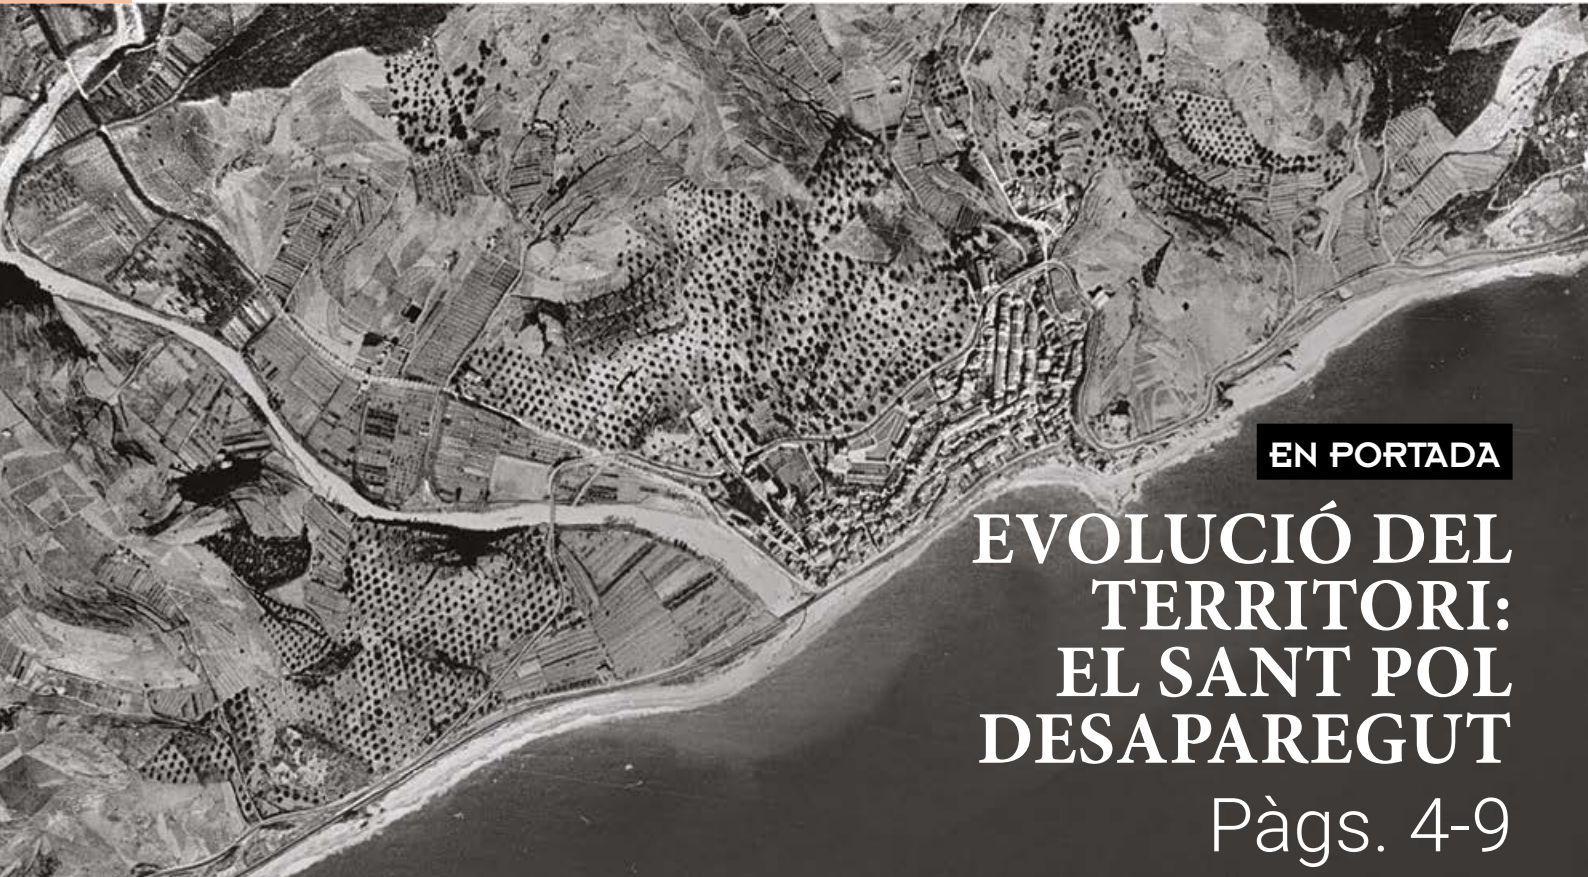 EN PORTADA
EVOLUCIÓ DEL
TERRITORI:
EL SANT POL
DESAPAREGUT
Pàgs. 4-9